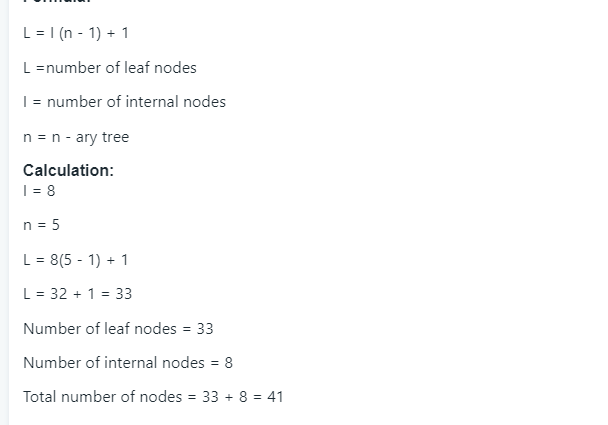 L = I (n - 1) + 1
L =number of leaf nodes
I = number of internal nodes
n = n - ary tree
Calculation:
I = 8
n = 5
L = 8(5 - 1) + 1
L = 32 + 1 = 33
Number of leaf nodes = 33
Number of internal nodes = 8
Total number of nodes = 33 + 8 = 41